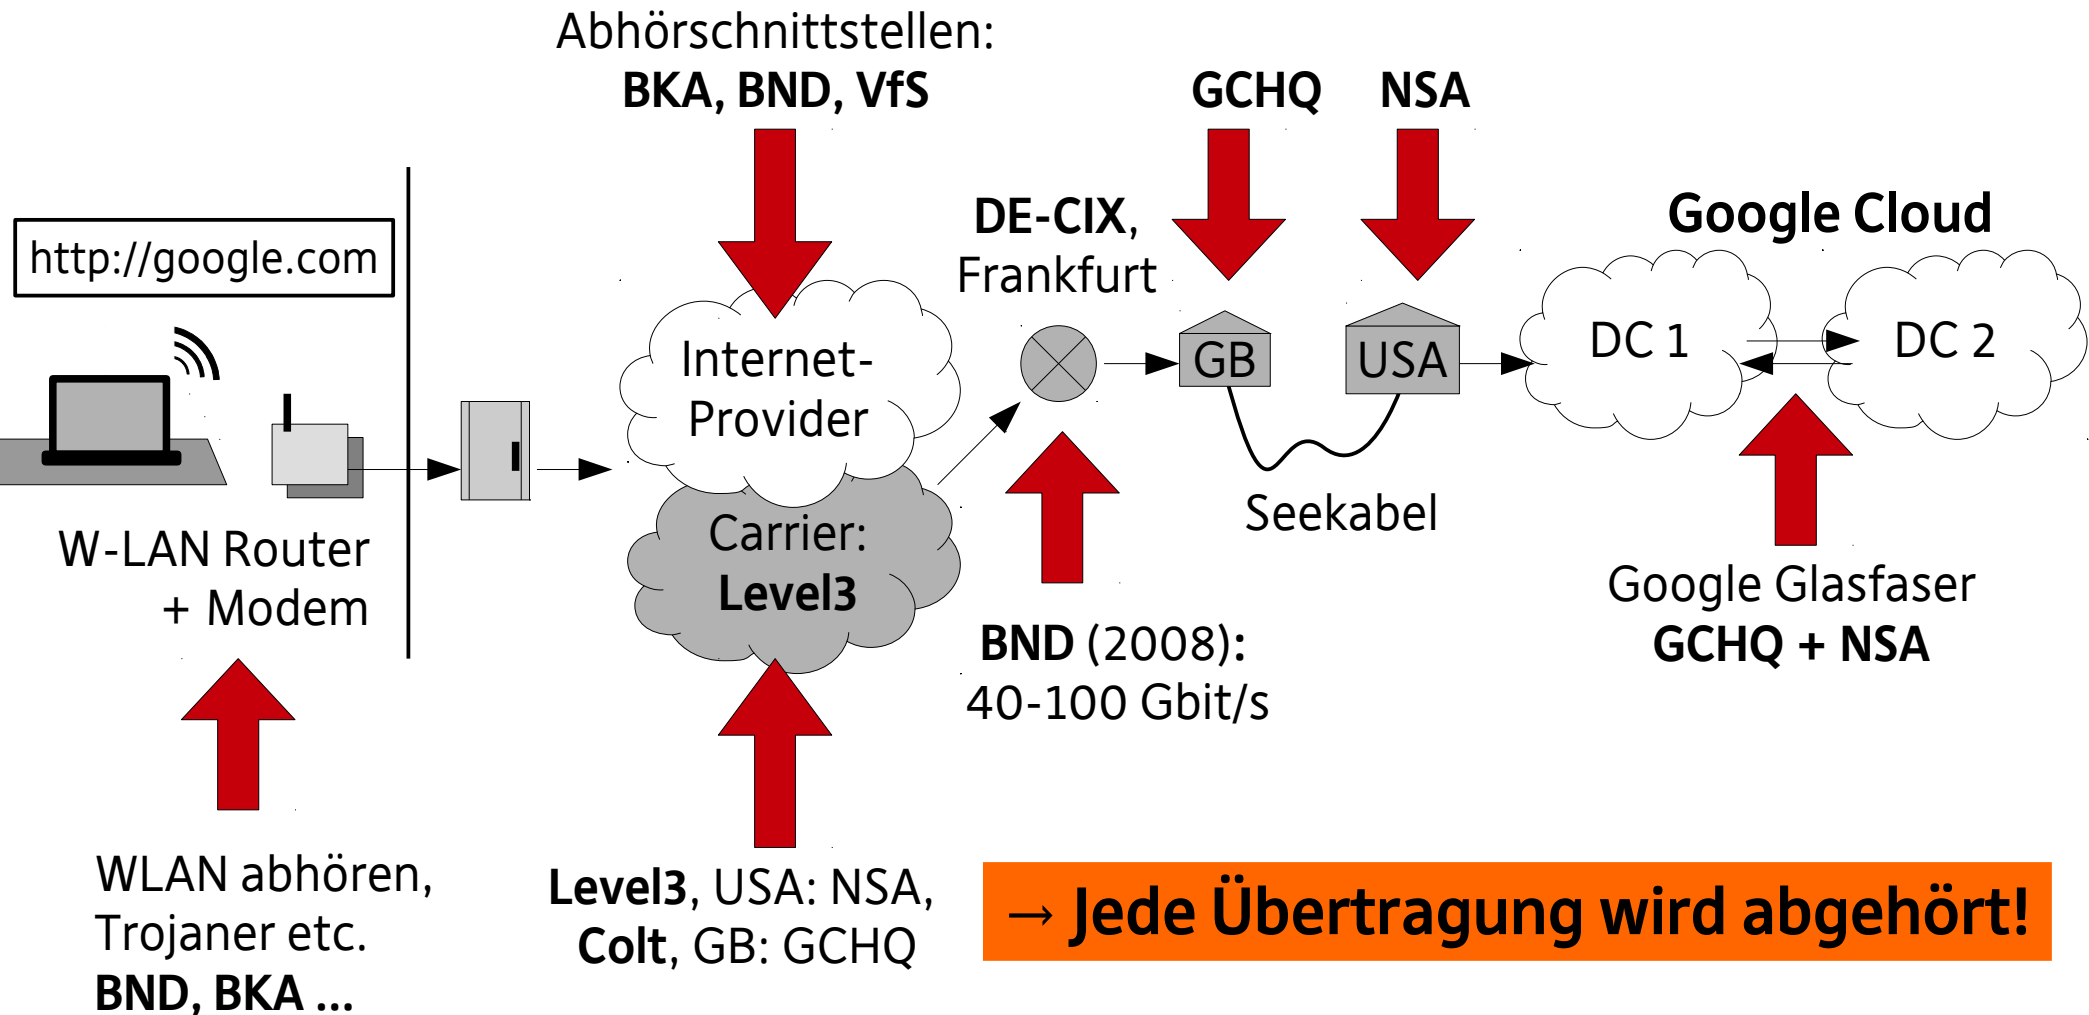 Abhörschnittstellen:
BKA, BND, VfS
GCHQ
NSA
http://google.com
DE-CIX,
Frankfurt
Google Cloud
Internet-
Provider
GB
USA
DC 1
DC 2
Carrier:
Level3
Seekabel
W-LAN Router
+ Modem
BND (2008):
40-100 Gbit/s
Google Glasfaser
GCHQ + NSA
WLAN abhören,
Trojaner etc.
BND, BKA ...
Level3, USA: NSA,
Colt, GB: GCHQ
→ Jede Übertragung wird abgehört!